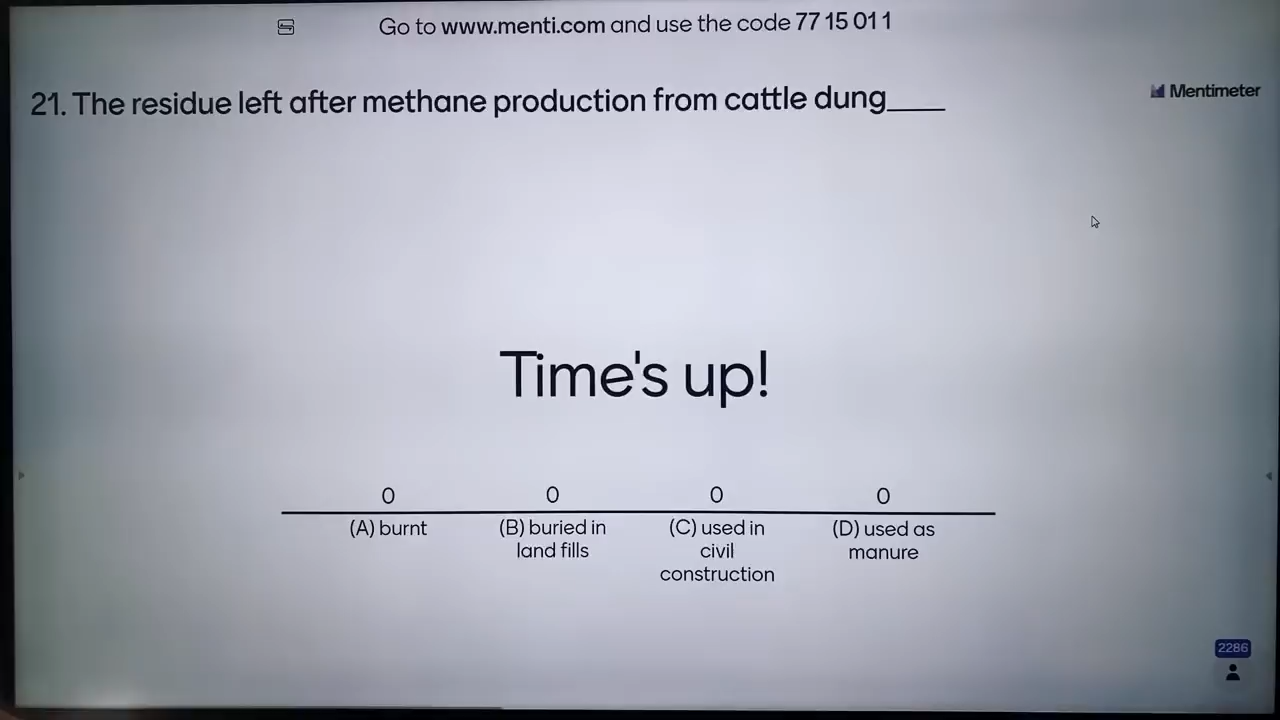 Go to www.menti.com and use the code 77 15 01 1
21. The residue left after methane production from cattle dung____
Mentimeter
Time's up!
0
0
0
0
(A) burnt
(B) buried in
land fills
(C) used in
civil
construction
(D) used as
manure
2286